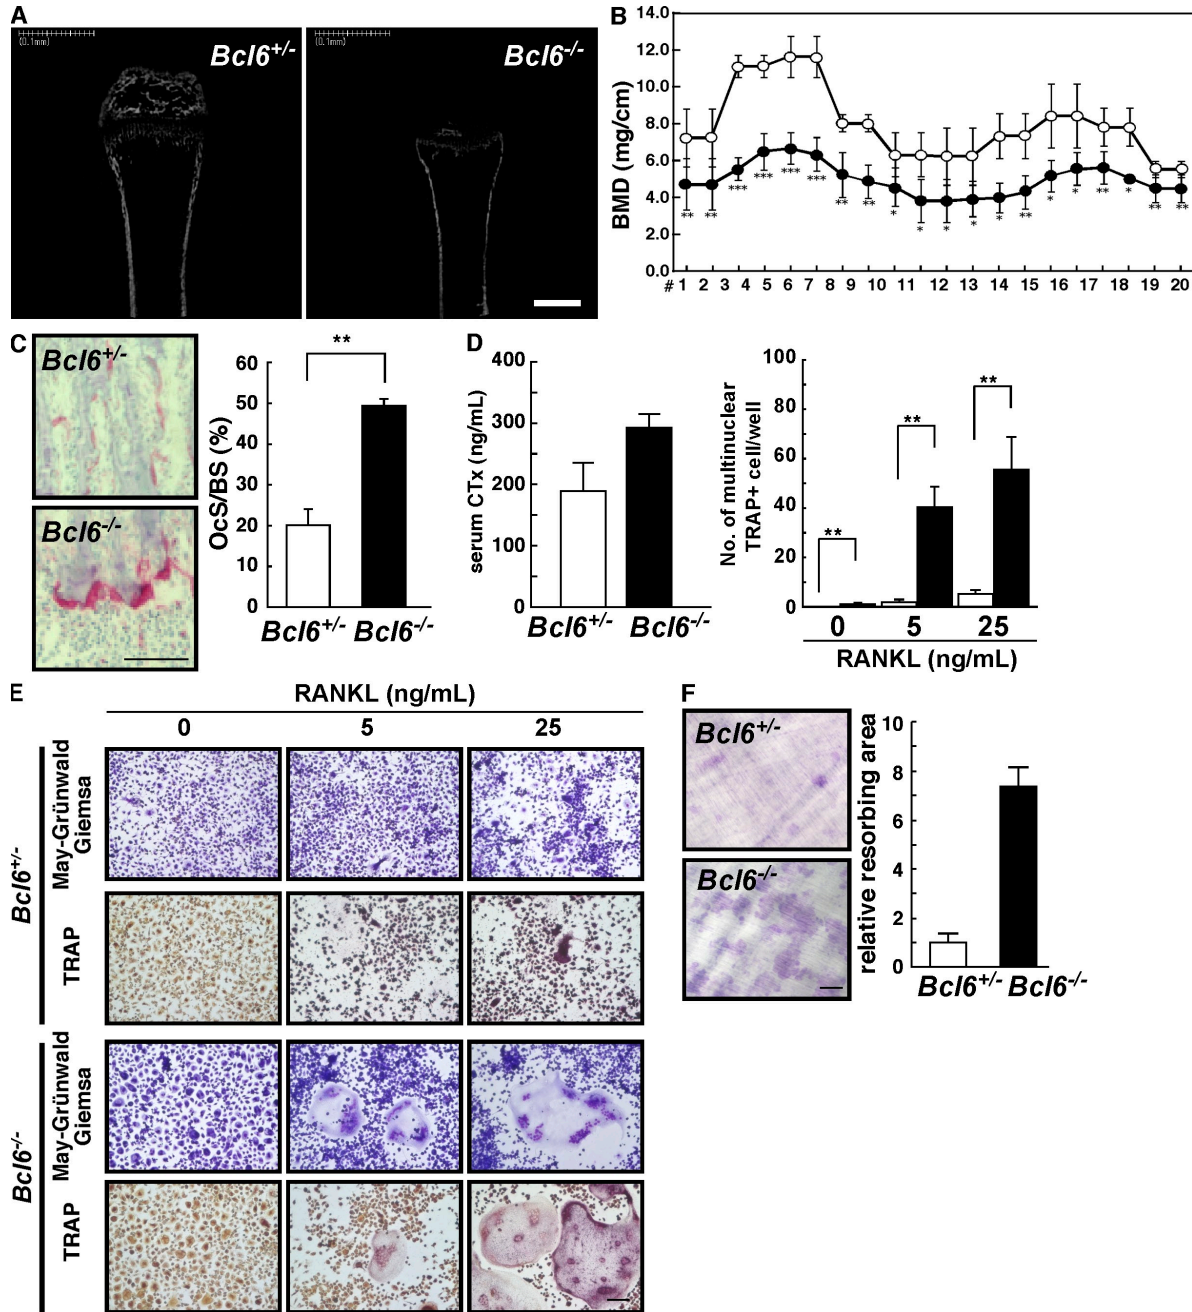 A
(0.1mm)
Bcl6+/-
(0.1mm)
Bcl6-/-
B
BMD (mg/cm)
14.0
12.0
10.0
8.0
6.0
4.0
2.0
0.0
** ** *** *** *** *** ** ** * * * * * ** * * * * ** **
# 1 2 3 4 5 6 7 8 9 10 11 12 13 14 15 16 17 18 19 20
C
Bcl6+/-
Bcl6-/-
OcS/BS (%)
60
50
40
30
20
10
0
**
Bcl6+/- Bcl6-/-
D
serum CTx (ng/mL)
400
300
200
100
0
Bcl6+/- Bcl6-/-
No. of multinuclear
TRAP+ cell/well
100
80
60
40
20
0
**
**
**
0 5 25
RANKL (ng/mL)
E
RANKL (ng/mL)
0 5 25
Bcl6+/-
May-Grünwald
Giemsa
TRAP
Bcl6-/-
May-Grünwald
Giemsa
TRAP
F
Bcl6+/-
Bcl6-/-
relative resorbing area
10
8
6
4
2
0
Bcl6+/- Bcl6-/-